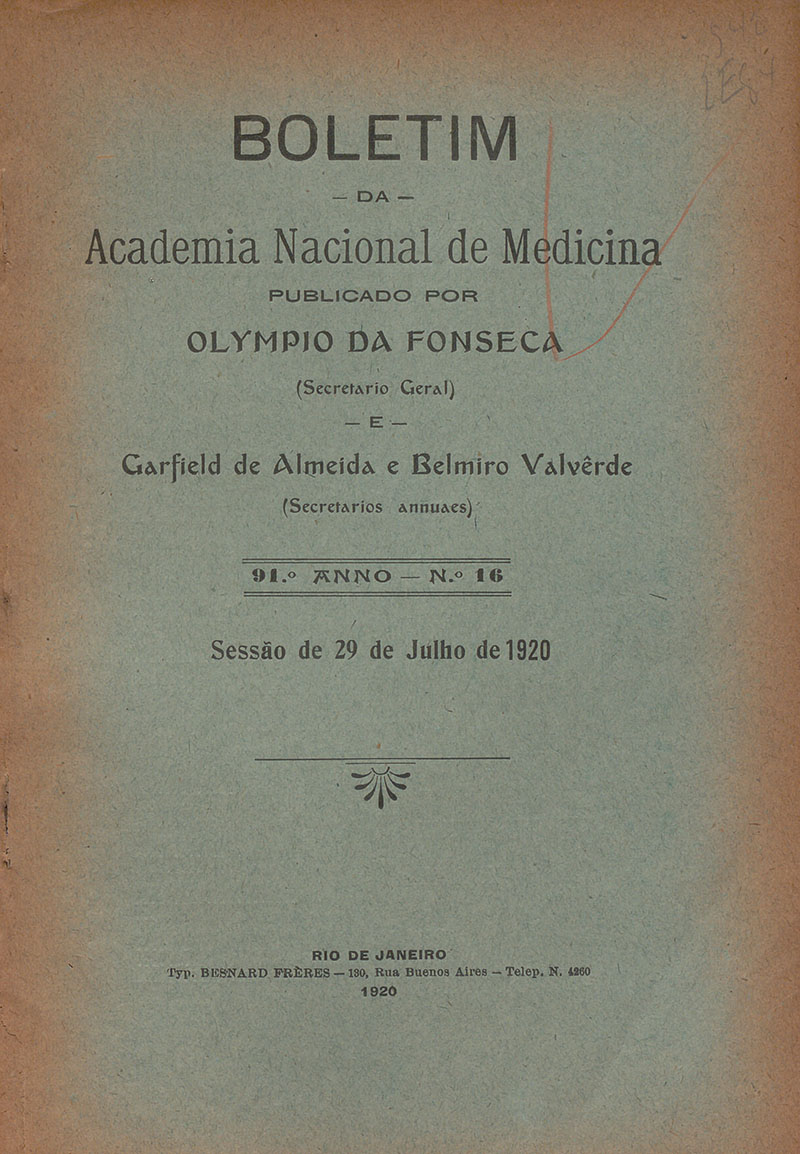 BOLETIM
— DA —
Academia Nacional de Medicina
PUBLICADO POR
OLYMPIO DA FONSECA
(Secretario Geral)
— E —
Garfield de Almeida e Belmiro Valvêrde
(Secretarios annuaes)
91.º ANNO — N.º 16
Sessão de 29 de Julho de 1920
RIO DE JANEIRO
Typ. BESNARD FRÈRES — 130, Rua Buenos Aires — Telep. N. 4260
1920